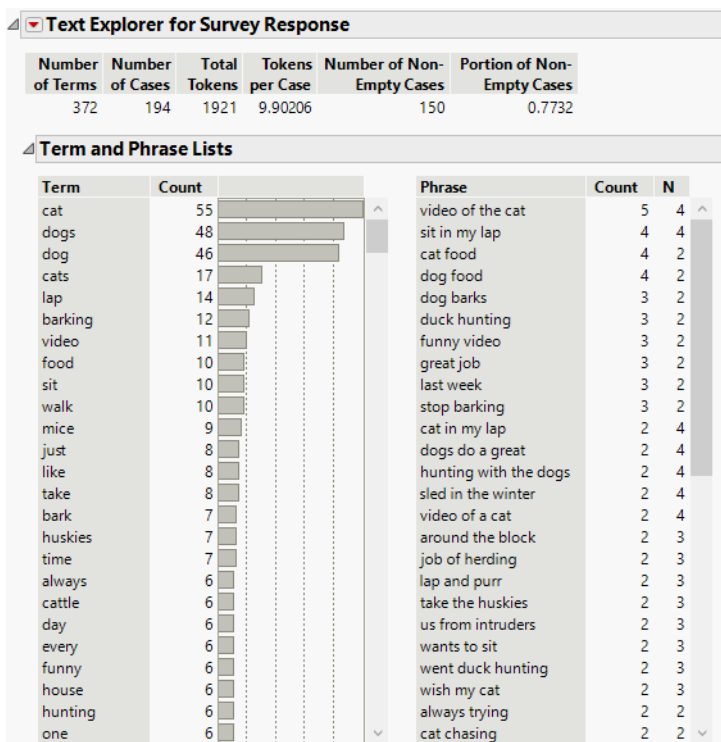 Text Explorer for Survey Response
Number of Terms Number of Cases Total Tokens Tokens per Case Number of Non-Empty Cases Portion of Non-Empty Cases
372 194 1921 9.90206 150 0.7732
Term and Phrase Lists
Term Count Phrase Count N
cat 55 video of the cat 5 4
dogs 48 sit in my lap 4 4
dog 46 cat food 4 2
cats 17 dog food 4 2
lap 14 dog barks 3 2
barking 12 duck hunting 3 2
video 11 funny video 3 2
food 10 great job 3 2
sit 10 last week 3 2
walk 10 stop barking 3 2
mice 9 cat in my lap 2 4
just 8 dogs do a great 2 4
like 8 hunting with the dogs 2 4
take 8 sled in the winter 2 4
bark 7 video of a cat 2 4
huskies 7 around the block 2 3
time 7 job of herding 2 3
always 6 lap and purr 2 3
cattle 6 take the huskies 2 3
day 6 us from intruders 2 3
every 6 wants to sit 2 3
funny 6 went duck hunting 2 3
house 6 wish my cat 2 3
hunting 6 always trying 2 2
one 6 cat chasing 2 2